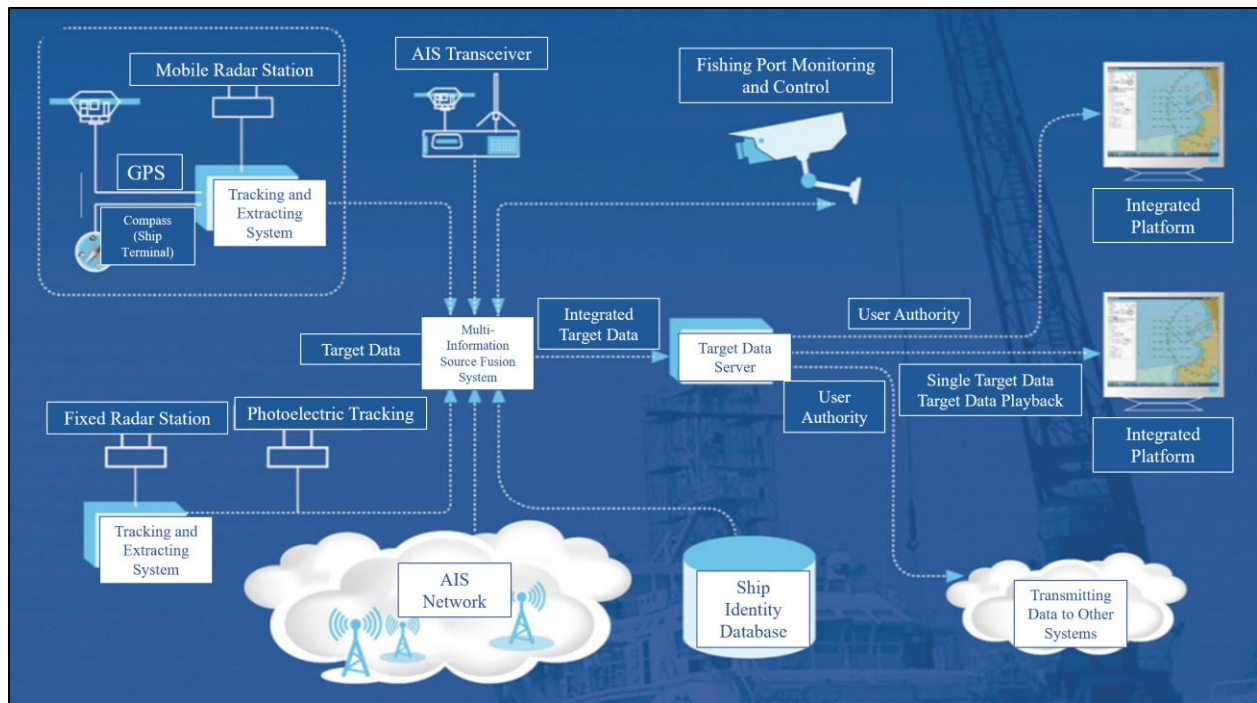 Mobile Radar Station
AIS Transceiver
Fishing Port Monitoring
and Control
GPS
Tracking and
Extracting
System
Compass
(Ship
Terminal)
Integrated
Platform
Target Data
Multi-
Information
Source Fusion
System
Integrated
Target Data
Target Data
Server
User Authority
User
Authority
Single Target Data
Target Data Playback
Integrated
Platform
Fixed Radar Station
Photoelectric Tracking
Tracking and
Extracting
System
AIS
Network
Ship
Identity
Database
Transmitting
Data to Other
Systems